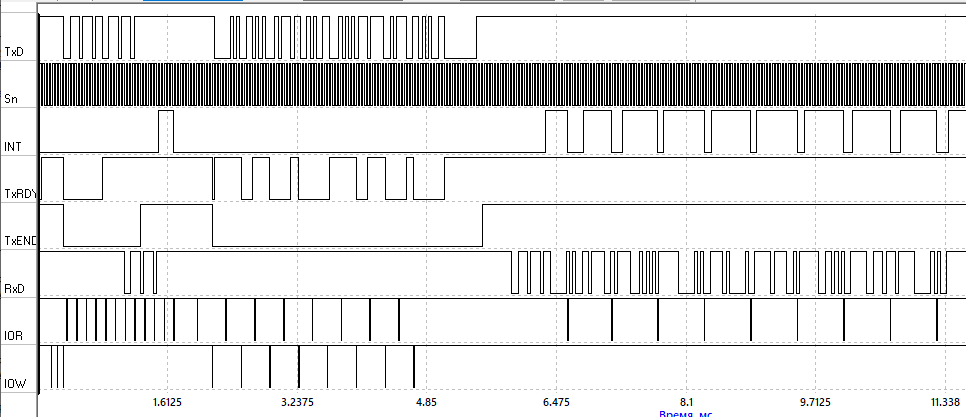 TxD
Sn
INT
TxRDY
TxEND
RxD
IOR
IOW
1.6125 3.2375 4.85 6.475 8.1 9.7125 11.338
Время, мс